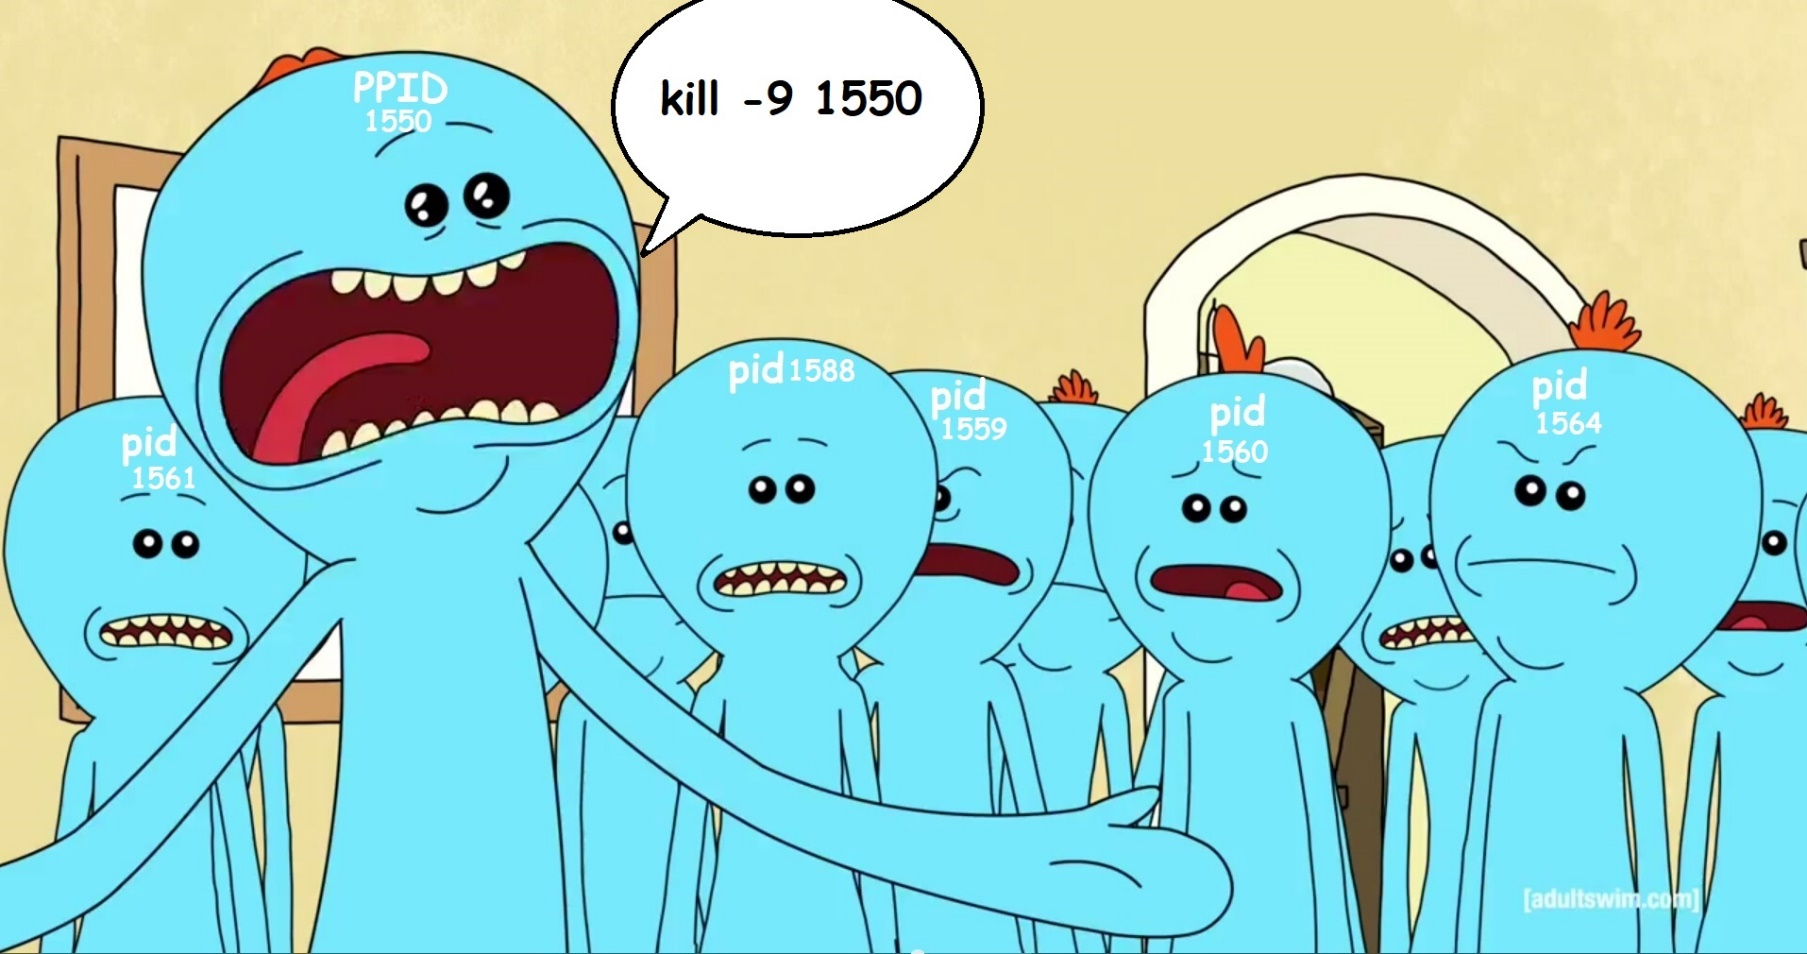 kill -9 1550
PPID
1550
pid 1588
pid
1559
pid
1560
pid
1564
pid
1561
[adultswim.com]